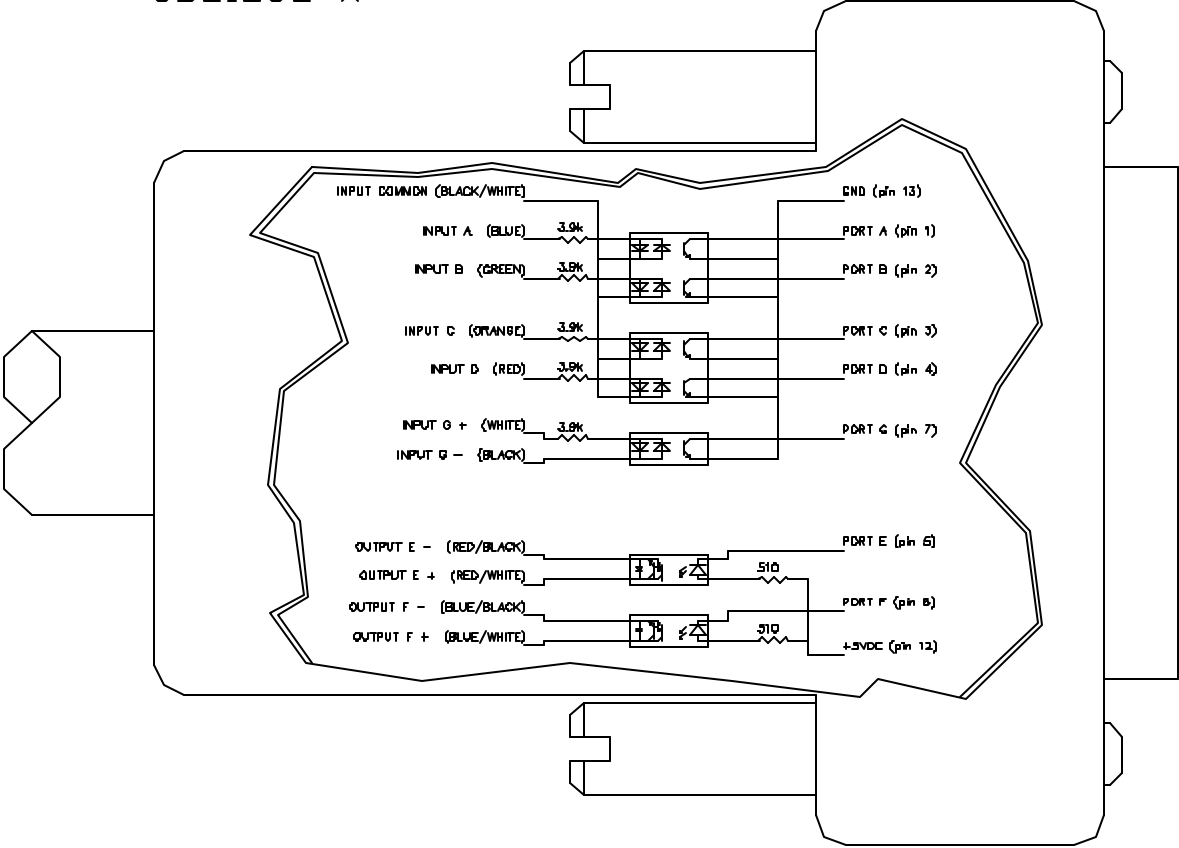 INPUT COMMON (BLACK/WHITE)
GND (pin 13)
INPUT A (BLUE)
3.9k
PORT A (pin 1)
INPUT B (GREEN)
3.9k
PORT B (pin 2)
INPUT C (ORANGE)
3.9k
PORT C (pin 3)
INPUT D (RED)
3.9k
PORT D (pin 4)
INPUT G + (WHITE)
3.9k
PORT G (pin 7)
INPUT G - (BLACK)
OUTPUT E - (RED/BLACK)
PORT E (pin 5)
OUTPUT E + (RED/WHITE)
510
OUTPUT F - (BLUE/BLACK)
PORT F (pin 6)
OUTPUT F + (BLUE/WHITE)
510
+5VDC (pin 12)